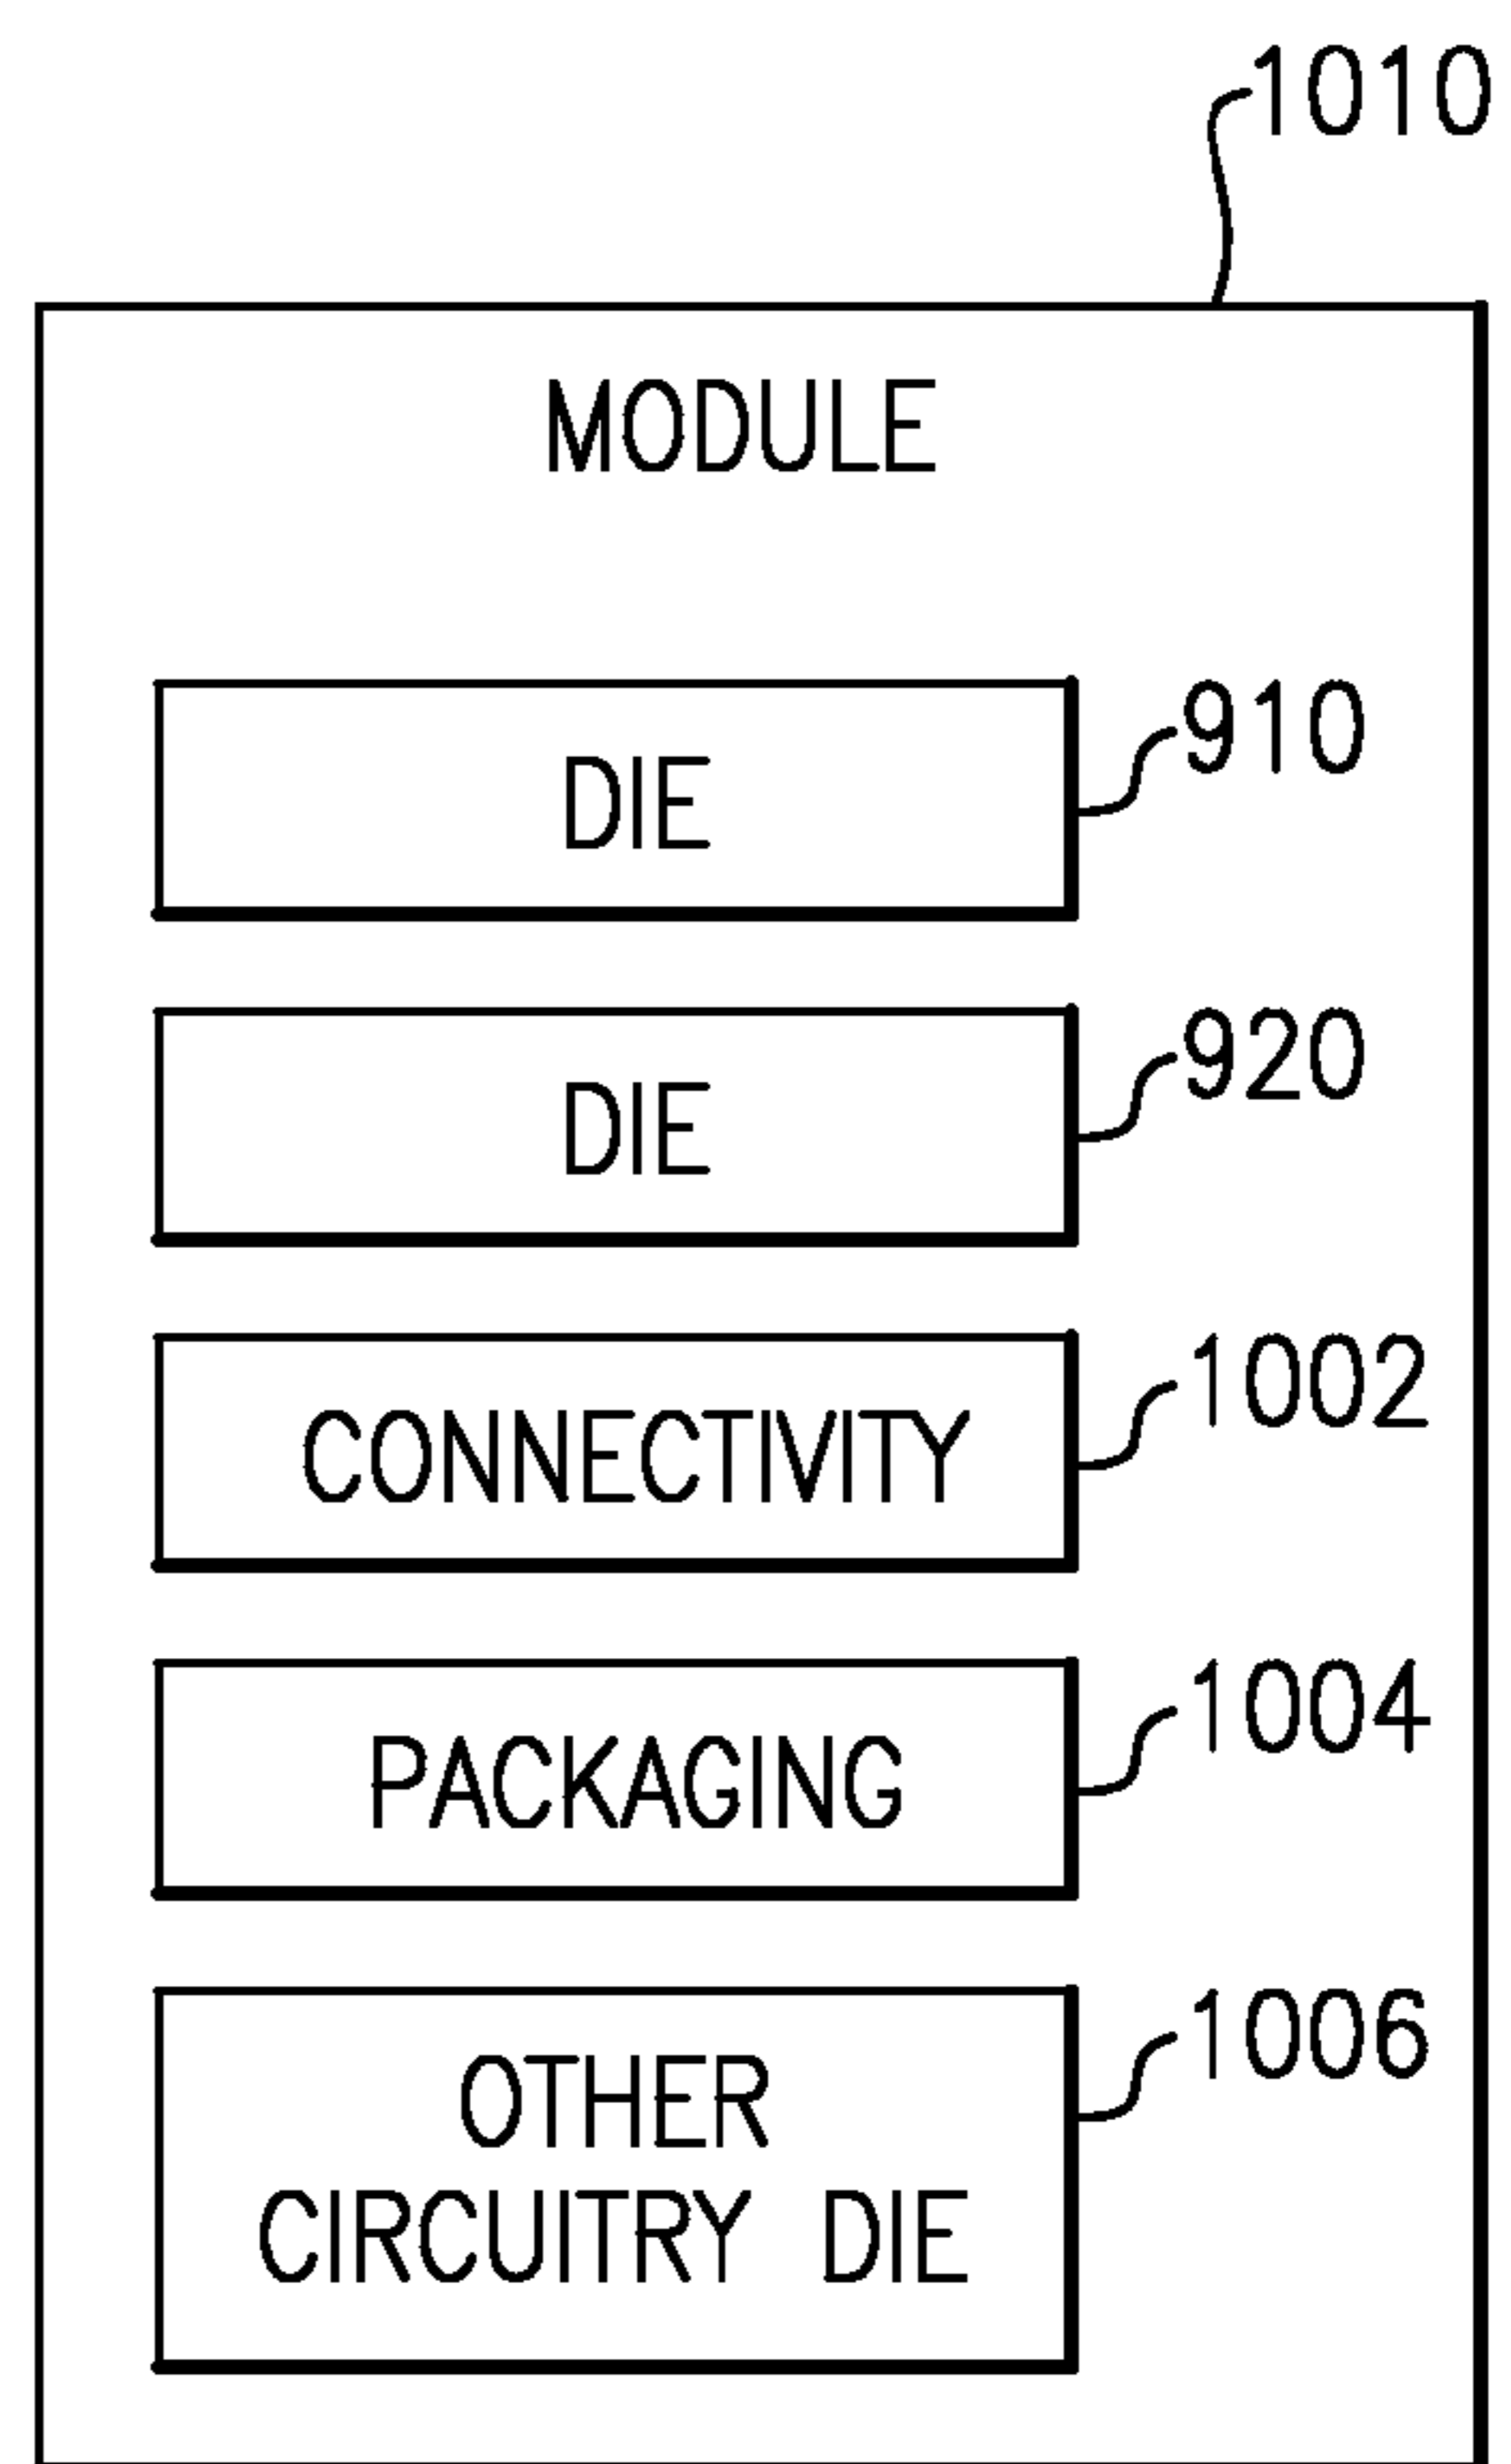 1010
MODULE
DIE
910
DIE
920
CONNECTIVITY
1002
PACKAGING
1004
OTHER
CIRCUITRY DIE
1006